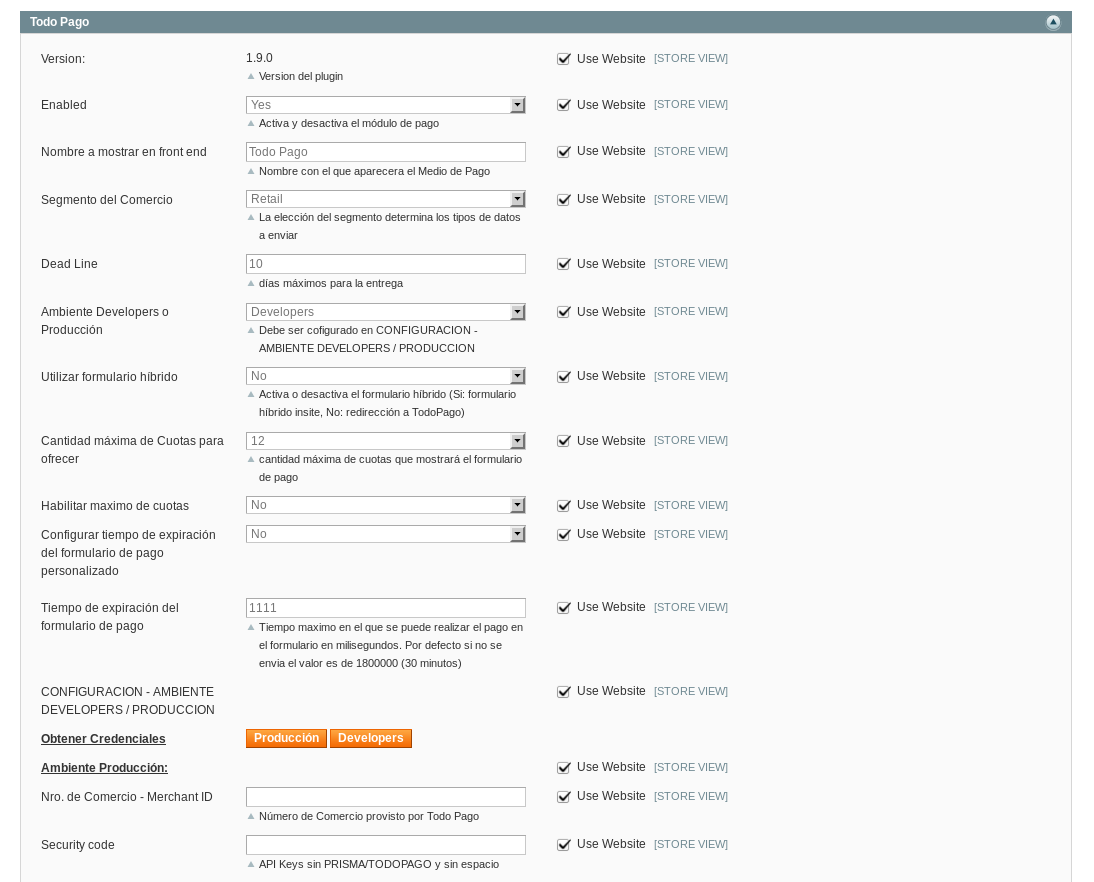 Todo Pago
Version: 1.9.0 Use Website [STORE VIEW]
Version del plugin
Enabled Yes Use Website [STORE VIEW]
Activa y desactiva el módulo de pago
Nombre a mostrar en front end Todo Pago Use Website [STORE VIEW]
Nombre con el que aparecera el Medio de Pago
Segmento del Comercio Retail Use Website [STORE VIEW]
La elección del segmento determina los tipos de datos
a enviar
Dead Line 10 Use Website [STORE VIEW]
días máximos para la entrega
Ambiente Developers o Developers Use Website [STORE VIEW]
Producción Debe ser cofigurado en CONFIGURACION -
AMBIENTE DEVELOPERS / PRODUCCION
Utilizar formulario híbrido No Use Website [STORE VIEW]
Activa o desactiva el formulario híbrido (Si: formulario
híbrido insite, No: redirección a TodoPago)
Cantidad máxima de Cuotas para 12 Use Website [STORE VIEW]
ofrecer cantidad máxima de cuotas que mostrará el formulario
de pago
Habilitar maximo de cuotas No Use Website [STORE VIEW]
Configurar tiempo de expiración No Use Website [STORE VIEW]
del formulario de pago
personalizado
Tiempo de expiración del 1111 Use Website [STORE VIEW]
formulario de pago Tiempo maximo en el que se puede realizar el pago en
el formulario en milisegundos. Por defecto si no se
envia el valor es de 1800000 (30 minutos)
CONFIGURACION - AMBIENTE Use Website [STORE VIEW]
DEVELOPERS / PRODUCCION
Obtener Credenciales Producción Developers
Ambiente Producción: Use Website [STORE VIEW]
Nro. de Comercio - Merchant ID Use Website [STORE VIEW]
Número de Comercio provisto por Todo Pago
Security code Use Website [STORE VIEW]
API Keys sin PRISMA/TODOPAGO y sin espacio